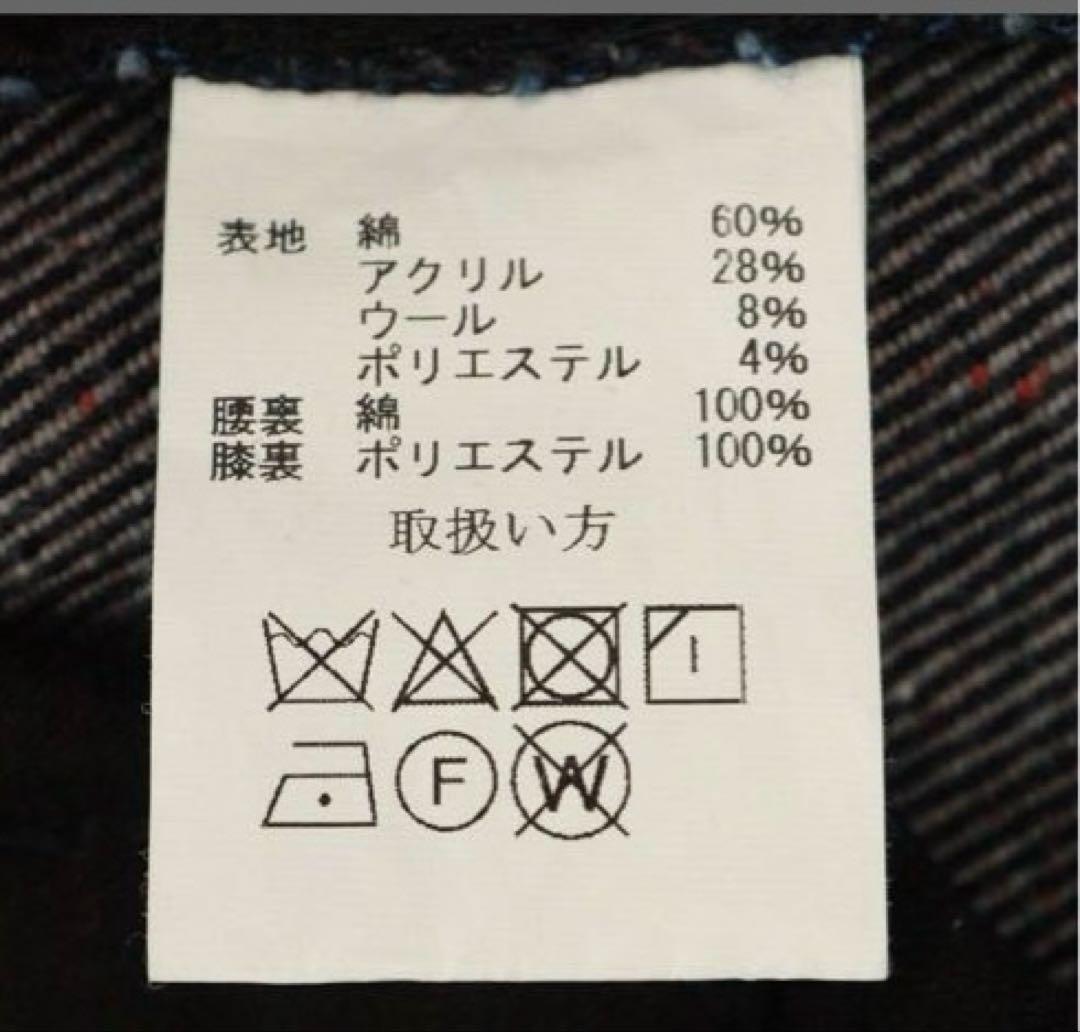 表地 綿 60%
アクリル 28%
ウール 8%
ポリエステル 4%
腰裏 綿 100%
膝裏 ポリエステル 100%
取扱い方
F W